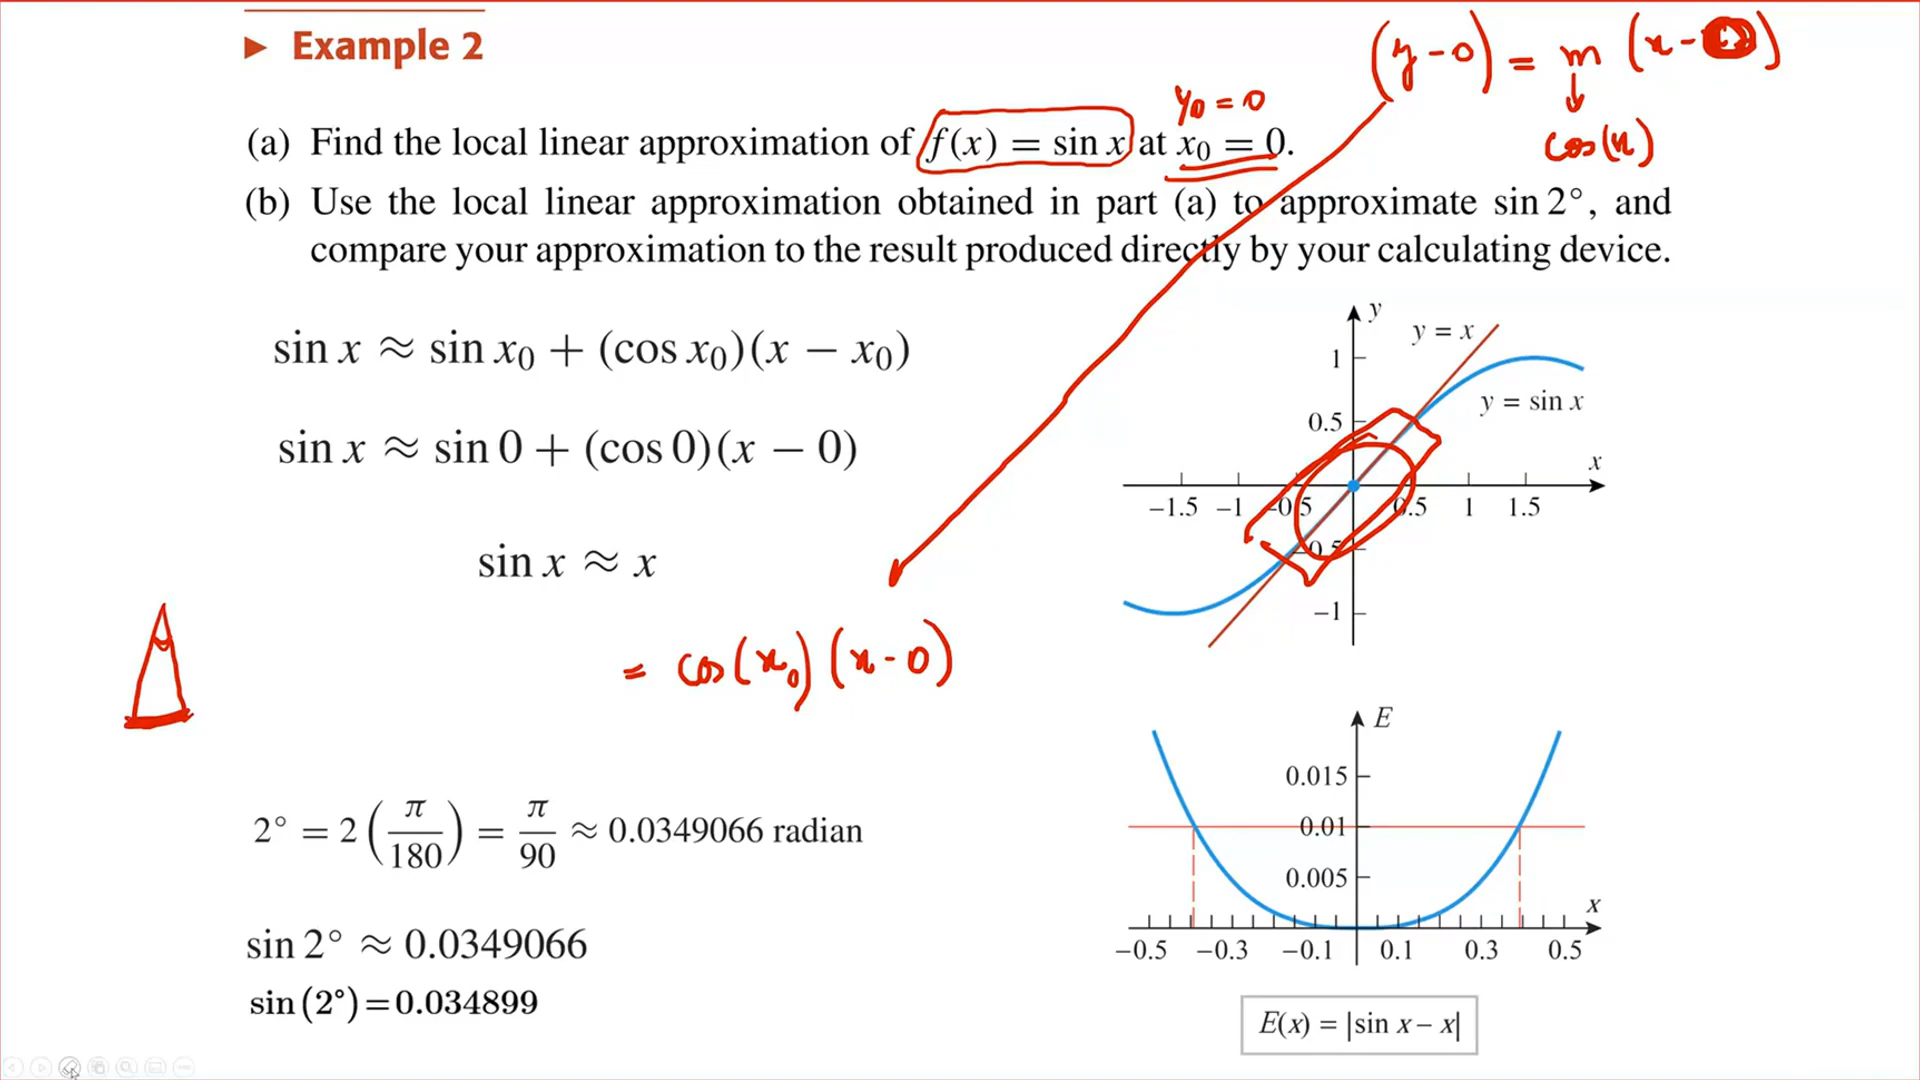 ► Example 2
(y-0) = m (x-0)
↓
cos(x)
y0 = 0
(a) Find the local linear approximation of f(x) = sin x at x₀ = 0.
(b) Use the local linear approximation obtained in part (a) to approximate sin 2°, and
compare your approximation to the result produced directly by your calculating device.
sin x ≈ sin x₀ + (cos x₀)(x − x₀)
sin x ≈ sin 0 + (cos 0)(x − 0)
sin x ≈ x
= cos(x₀) (x-0)
2° = 2(π/180) = π/90 ≈ 0.0349066 radian
sin 2° ≈ 0.0349066
sin(2°)=0.034899
y
y = x
1
y = sin x
0.5
x
−1.5 −1 −0.5 0.5 1 1.5
−0.5
−1
E
0.015
0.01
0.005
x
−0.5 −0.3 −0.1 0.1 0.3 0.5
E(x) = |sin x − x|